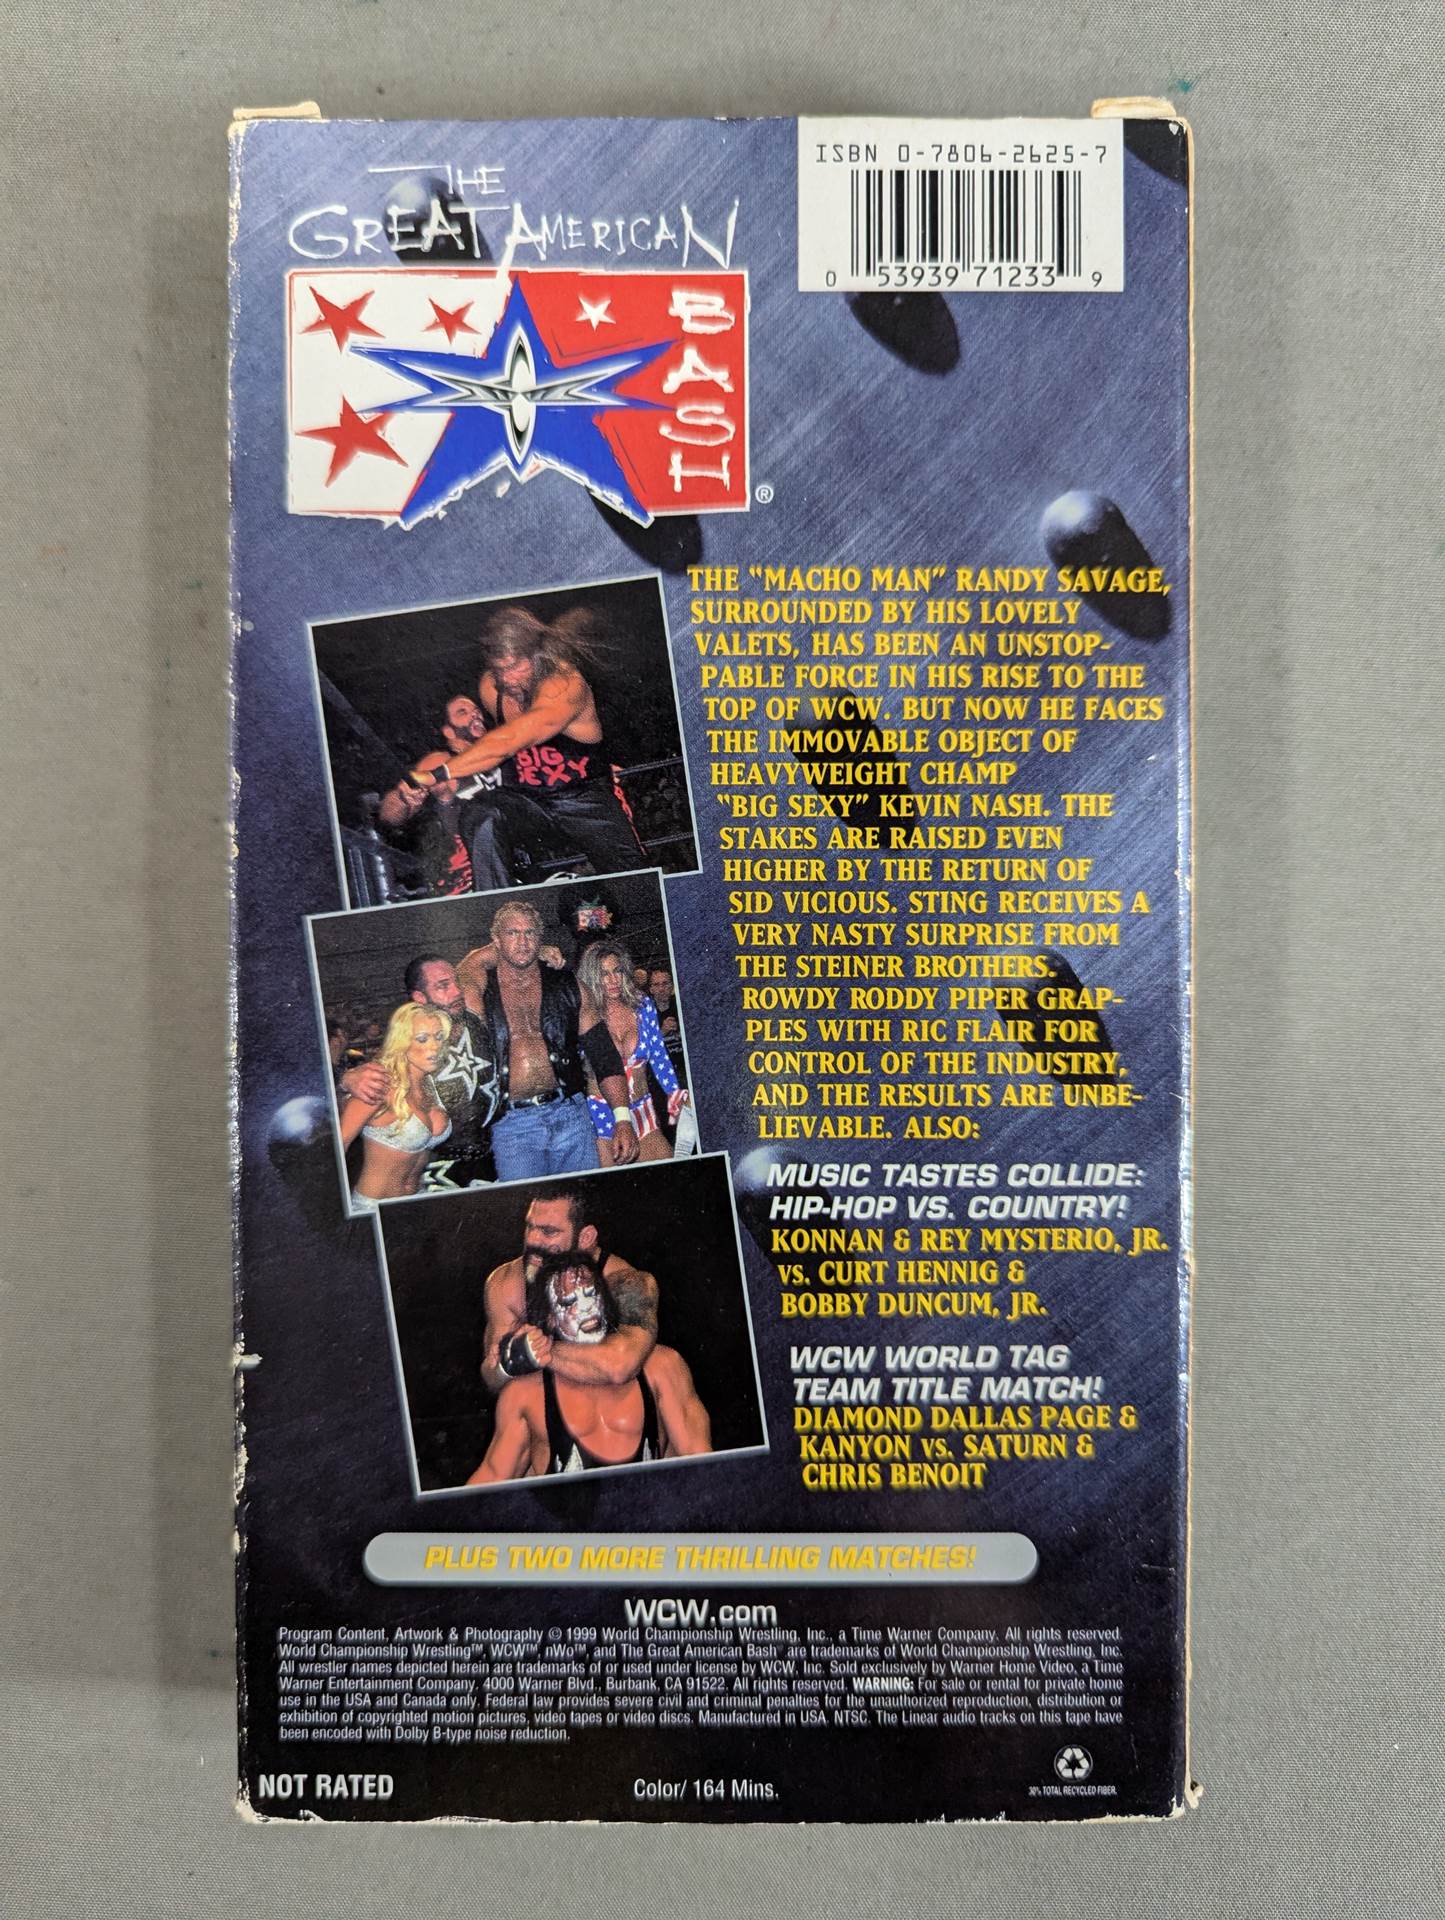 THE
GREAT AMERICAN
BASH
®
ISBN 0-7806-2625-7
0 53939 71233 9
THE "MACHO MAN" RANDY SAVAGE,
SURROUNDED BY HIS LOVELY
VALETS, HAS BEEN AN UNSTOP-
PABLE FORCE IN HIS RISE TO THE
TOP OF WCW. BUT NOW HE FACES
THE IMMOVABLE OBJECT OF
HEAVYWEIGHT CHAMP
"BIG SEXY" KEVIN NASH. THE
STAKES ARE RAISED EVEN
HIGHER BY THE RETURN OF
SID VICIOUS. STING RECEIVES A
VERY NASTY SURPRISE FROM
THE STEINER BROTHERS.
ROWDY RODDY PIPER GRAP-
PLES WITH RIC FLAIR FOR
CONTROL OF THE INDUSTRY,
AND THE RESULTS ARE UNBE-
LIEVABLE. ALSO:
MUSIC TASTES COLLIDE:
HIP-HOP VS. COUNTRY!
KONNAN & REY MYSTERIO, JR.
VS. CURT HENNIG &
BOBBY DUNCUM, JR.
WCW WORLD TAG
TEAM TITLE MATCH!
DIAMOND DALLAS PAGE &
KANYON VS. SATURN &
CHRIS BENOIT
BIG
SEXY
PLUS TWO MORE THRILLING MATCHES!
WCW.com
Program Content, Artwork & Photography © 1999 World Championship Wrestling, Inc., a Time Warner Company. All rights reserved.
World Championship Wrestling™, WCW™, nWo™, and The Great American Bash are trademarks of World Championship Wrestling, Inc.
All wrestler names depicted herein are trademarks of or used under license by WCW, Inc. Sold exclusively by Warner Home Video, a Time
Warner Entertainment Company, 4000 Warner Blvd., Burbank, CA 91522. All rights reserved. WARNING: For sale or rental for private home
use in the USA and Canada only. Federal law provides severe civil and criminal penalties for the unauthorized reproduction, distribution or
exhibition of copyrighted motion pictures, video tapes or video discs. Manufactured in USA. NTSC. The Linear audio tracks on this tape have
been encoded with Dolby B-type noise reduction.
30% TOTAL RECYCLED FIBER.
NOT RATED
Color/ 164 Mins.